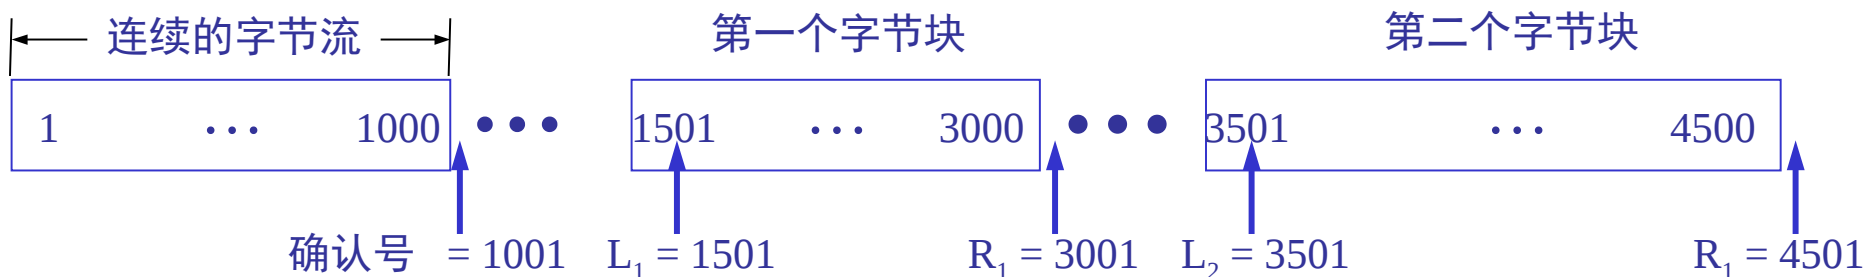 连续的字节流 第一个字节块 第二个字节块
1 ••• 1000 ••• 1501 ••• 3000 ••• 3501 ••• 4500
确认号 = 1001 L1 = 1501 R1 = 3001 L2 = 3501 R1 = 4501